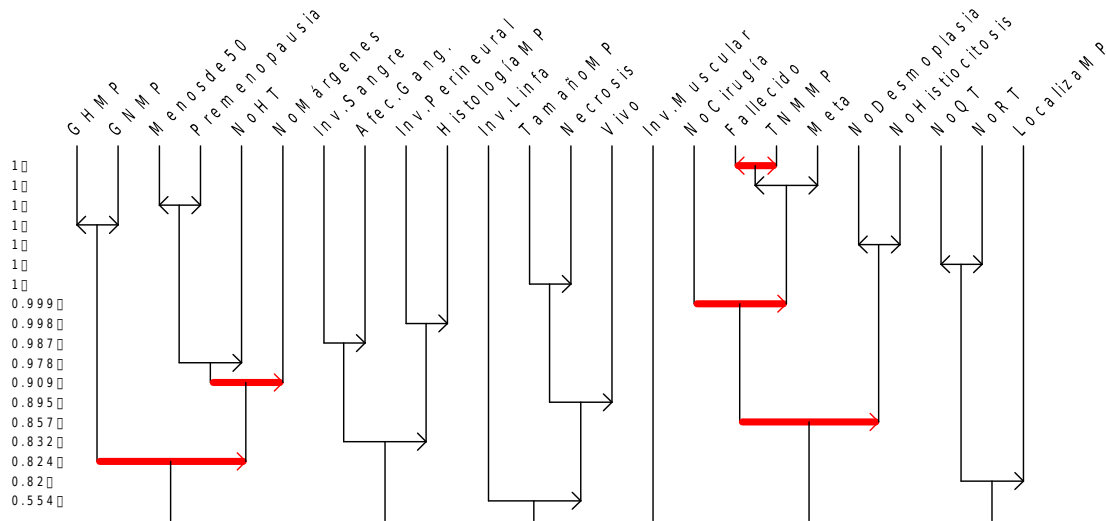 GHMP
GNMP
Menosde50
Premenopausia
NoHT
NoMárgenes
Inv.Sangre
Afec.Gang.
Inv.Perineural
HistologíaMP
Inv.Linfa
TamañoMP
Necrosis
Vivo
Inv.Muscular
NoCirugía
Fallecido
TNMMP
Meta
NoDezmoplasia
NoHistiocitosis
NoQT
NoRT
LocalizaMP
1
1
1
1
1
1
1
0.999
0.998
0.987
0.978
0.909
0.895
0.857
0.832
0.824
0.82
0.554